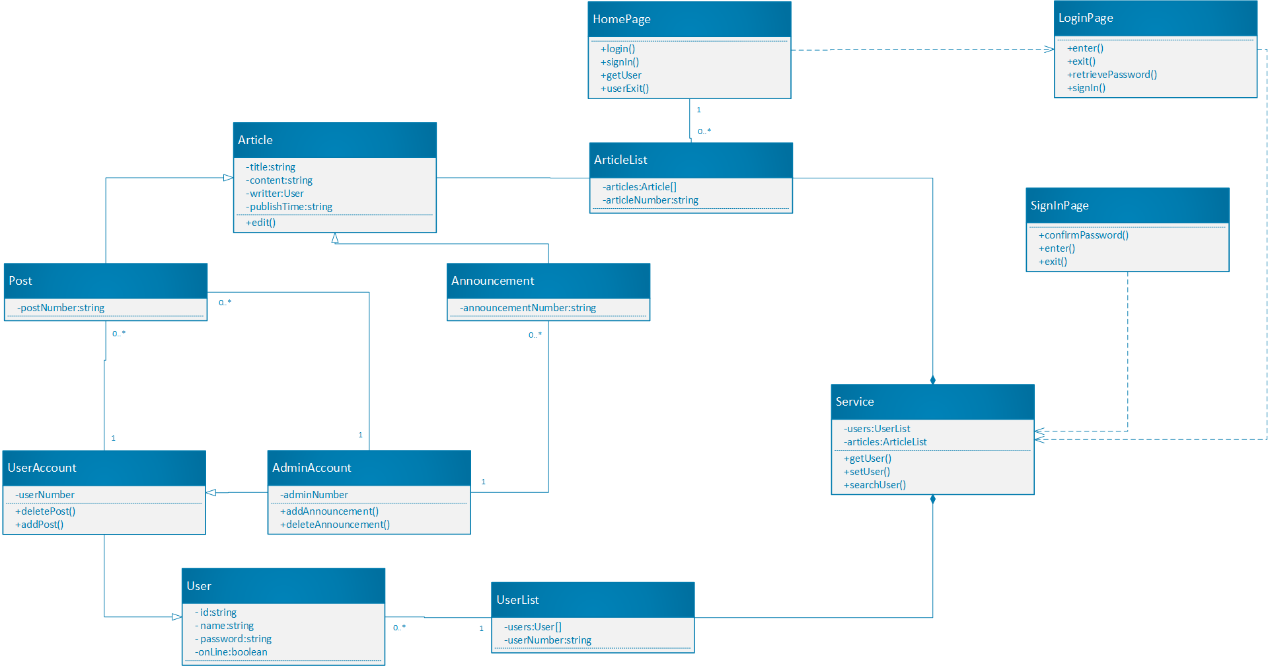 HomePage
+login()
+signIn()
+getUser
+userExit()
LoginPage
+enter()
+exit()
+retrievePassword()
+signIn()
1
0..*
Article
-title:string
-content:string
-writter:User
-publishTime:string
+edit()
ArticleList
-articles:Article[]
-articleNumber:string
SignInPage
+confirmPassword()
+enter()
+exit()
Post
-postNumber:string
0..*
0..*
Announcement
-announcementNumber:string
0..*
1
1
1
Service
-users:UserList
-articles:ArticleList
+getUser()
+setUser()
+searchUser()
UserAccount
-userNumber
+deletePost()
+addPost()
AdminAccount
-adminNumber
+addAnnouncement()
+deleteAnnouncement()
User
- id:string
- name:string
- password:string
-onLine:boolean
0..*
1
UserList
-users:User[]
-userNumber:string